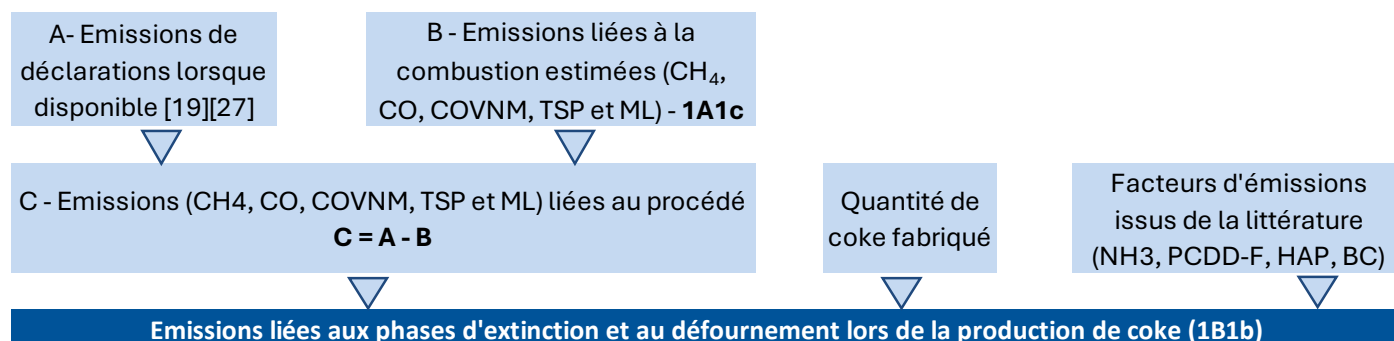 A- Emissions de
déclarations lorsque
disponible [19][27]
B - Emissions liées à la
combustion estimées (CH₄,
CO, COVNM, TSP et ML) - 1A1c
C - Emissions (CH4, CO, COVNM, TSP et ML) liées au procédé
C = A - B
Quantité de
coke fabriqué
Facteurs d'émissions
issus de la littérature
(NH3, PCDD-F, HAP, BC)
Emissions liées aux phases d'extinction et au défournement lors de la production de coke (1B1b)